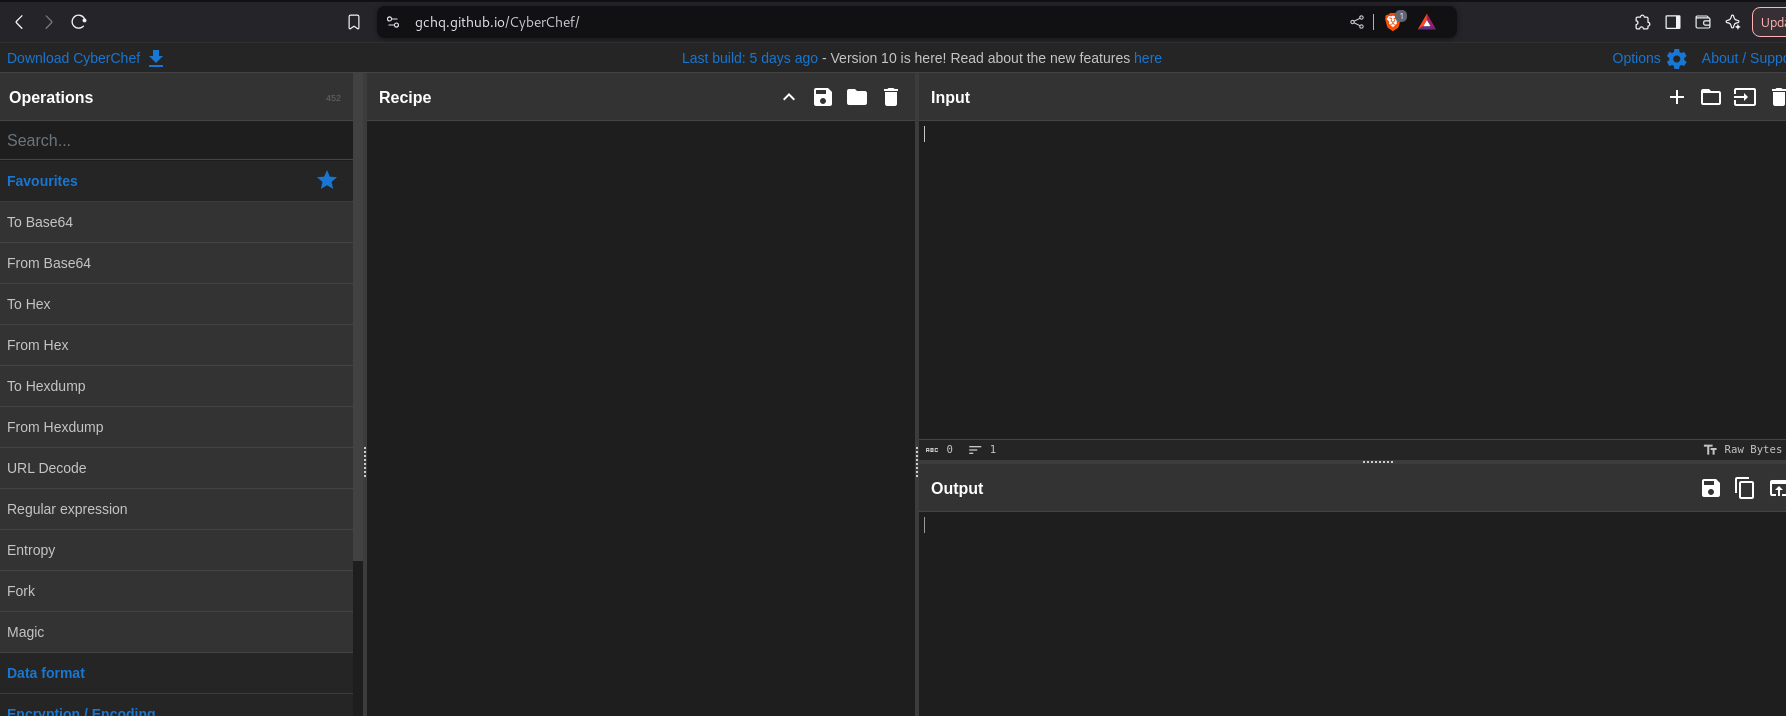 gchq.github.io/CyberChef/
1
Download CyberChef
Last build: 5 days ago - Version 10 is here! Read about the new features here
Options
About / Suppo
Operations
452
Recipe
Input
Search...
Favourites
To Base64
From Base64
To Hex
From Hex
To Hexdump
From Hexdump
URL Decode
Regular expression
Entropy
Fork
Magic
Data format
Encryption / Encoding
0
1
Raw Bytes
Output